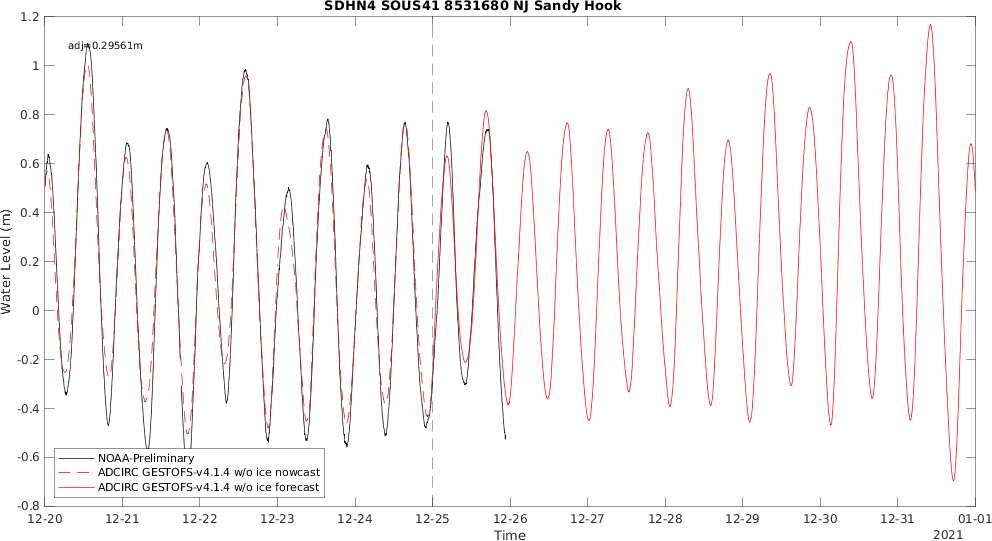 SDHN4 SOUS41 8531680 NJ Sandy Hook
adj=0.29561m
Water Level (m)
1.2
1
0.8
0.6
0.4
0.2
0
-0.2
-0.4
-0.6
-0.8
NOAA-Preliminary
ADCIRC GESTOFS-v4.1.4 w/o ice nowcast
ADCIRC GESTOFS-v4.1.4 w/o ice forecast
12-20 12-21 12-22 12-23 12-24 12-25 12-26 12-27 12-28 12-29 12-30 12-31 01-01
Time
2021